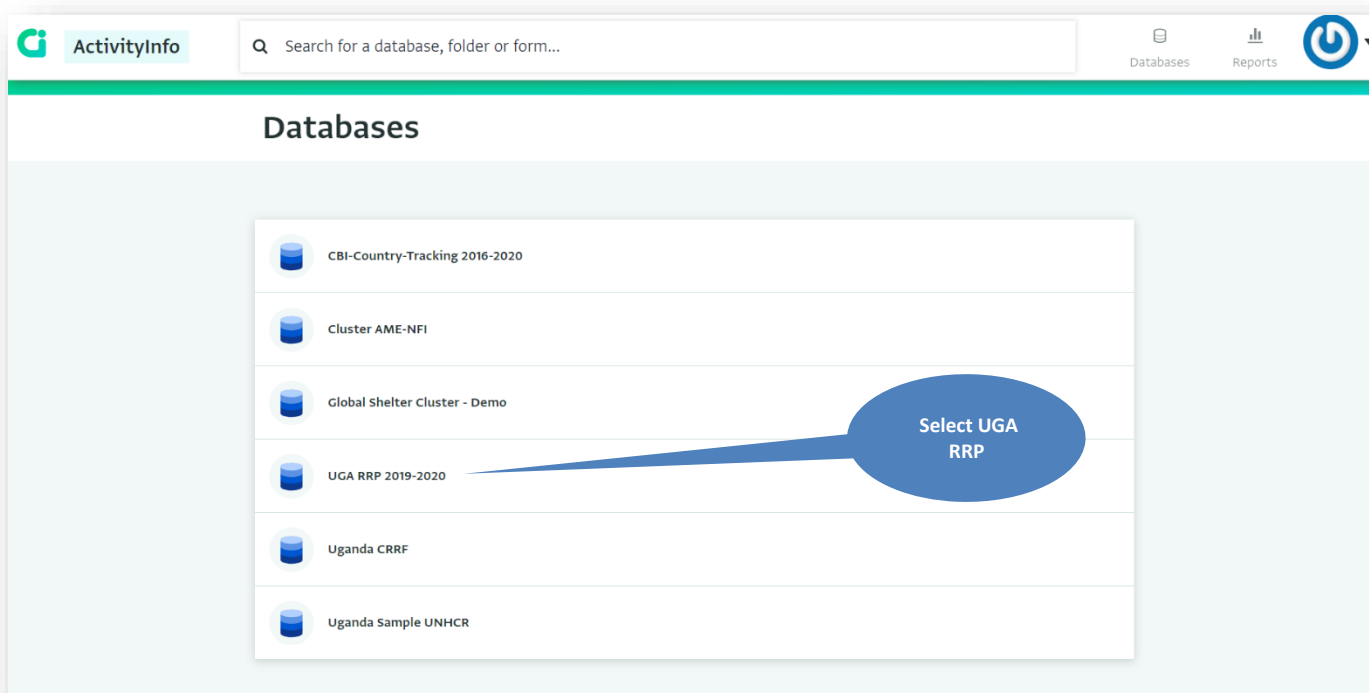 ActivityInfo
Search for a database, folder or form...
Databases
Reports
Databases
CBI-Country-Tracking 2016-2020
Cluster AME-NFI
Global Shelter Cluster - Demo
Select UGA
RRP
UGA RRP 2019-2020
Uganda CRRF
Uganda Sample UNHCR